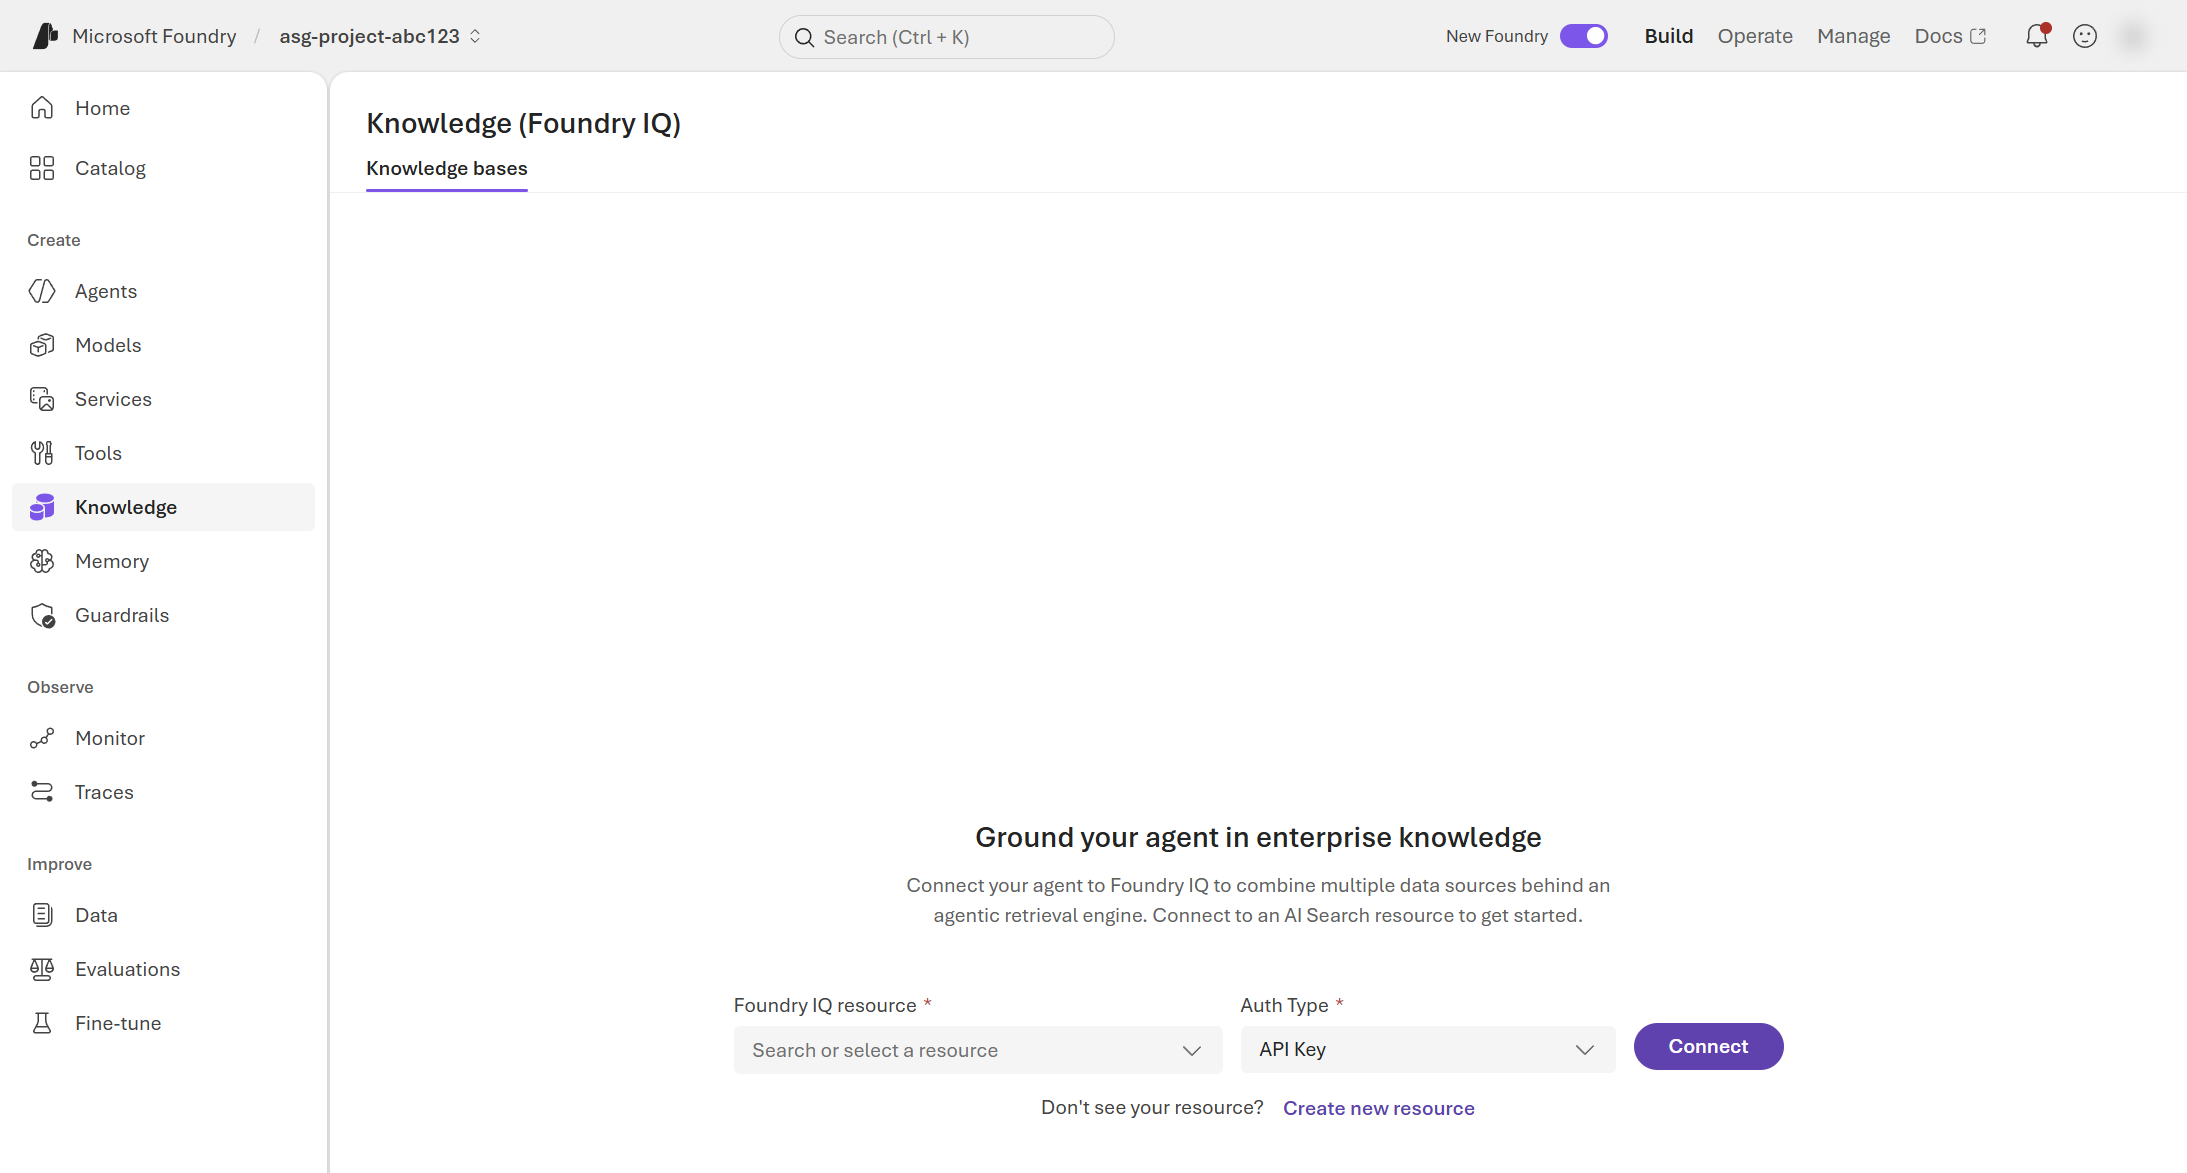 Microsoft Foundry / asg-project-abc123
Search (Ctrl + K)
New Foundry
Build
Operate
Manage
Docs
Home
Catalog
Create
Agents
Models
Services
Tools
Knowledge
Memory
Guardrails
Observe
Monitor
Traces
Improve
Data
Evaluations
Fine-tune
Knowledge (Foundry IQ)
Knowledge bases
Ground your agent in enterprise knowledge
Connect your agent to Foundry IQ to combine multiple data sources behind an
agentic retrieval engine. Connect to an AI Search resource to get started.
Foundry IQ resource *
Search or select a resource
Auth Type *
API Key
Connect
Don't see your resource? Create new resource